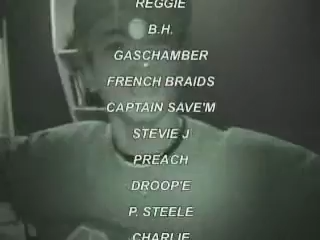 REGGIE
B.H.
GASCHAMBER
FRENCH BRAIDS
CAPTAIN SAVE'M
STEVIE J
PREACH
DROOP'E
P. STEELE
CHARLIE